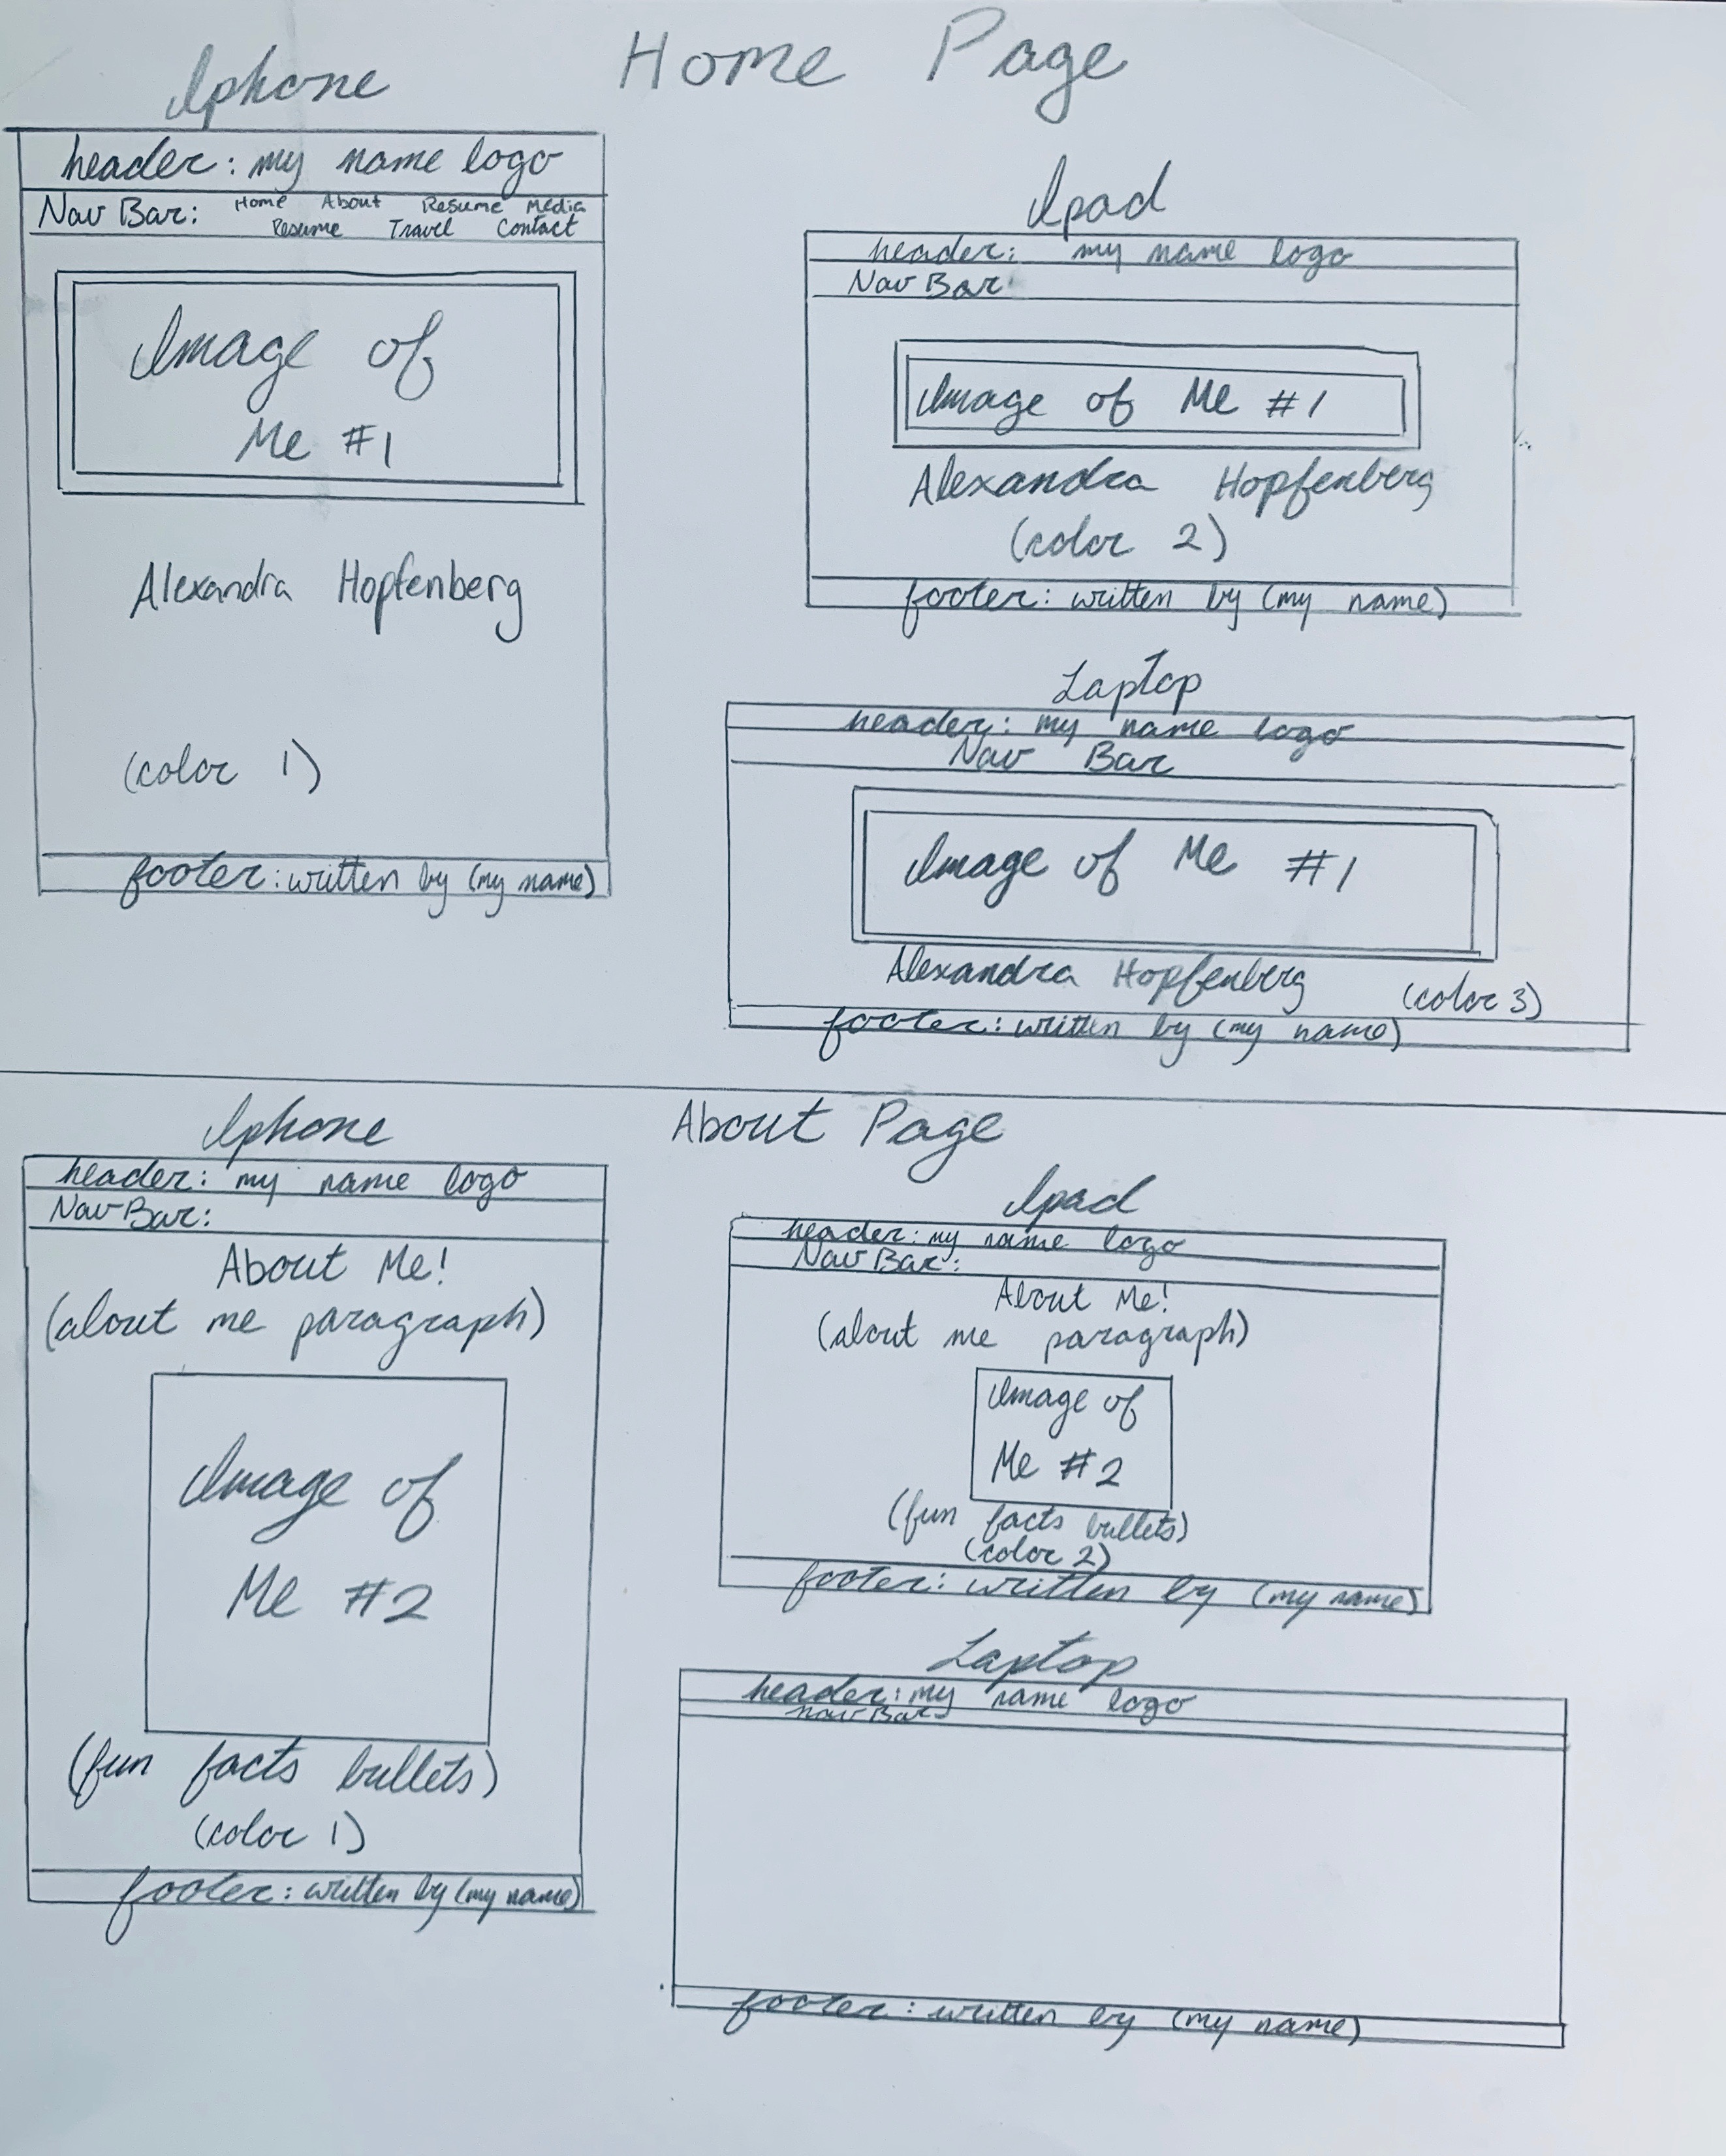 Home Page
Iphone
header: my name logo
Nav Bar: Home About Resume Media
Resume Travel Contact
Image of
Me #1
Alexandra Hopfenberg
(color 1)
footer: written by (my name)
Ipad
header: my name logo
Nav Bar
Image of Me #1
Alexandra Hopfenberg
(color 2)
footer: written by (my name)
Laptop
header: my name logo
Nav Bar
Image of Me #1
Alexandra Hopfenberg
(color 3)
footer: written by (my name)
About Page
Iphone
header: my name logo
Nav Bar:
About Me!
(about me paragraph)
Image of
Me #2
(fun facts bullets)
(color 1)
footer: written by (my name)
Ipad
header: my name logo
Nav Bar:
About Me!
(about me paragraph)
Image of
Me #2
(fun facts bullets)
(color 2)
footer: written by (my name)
Laptop
header: my name logo
Nav Bar
footer: written by (my name)